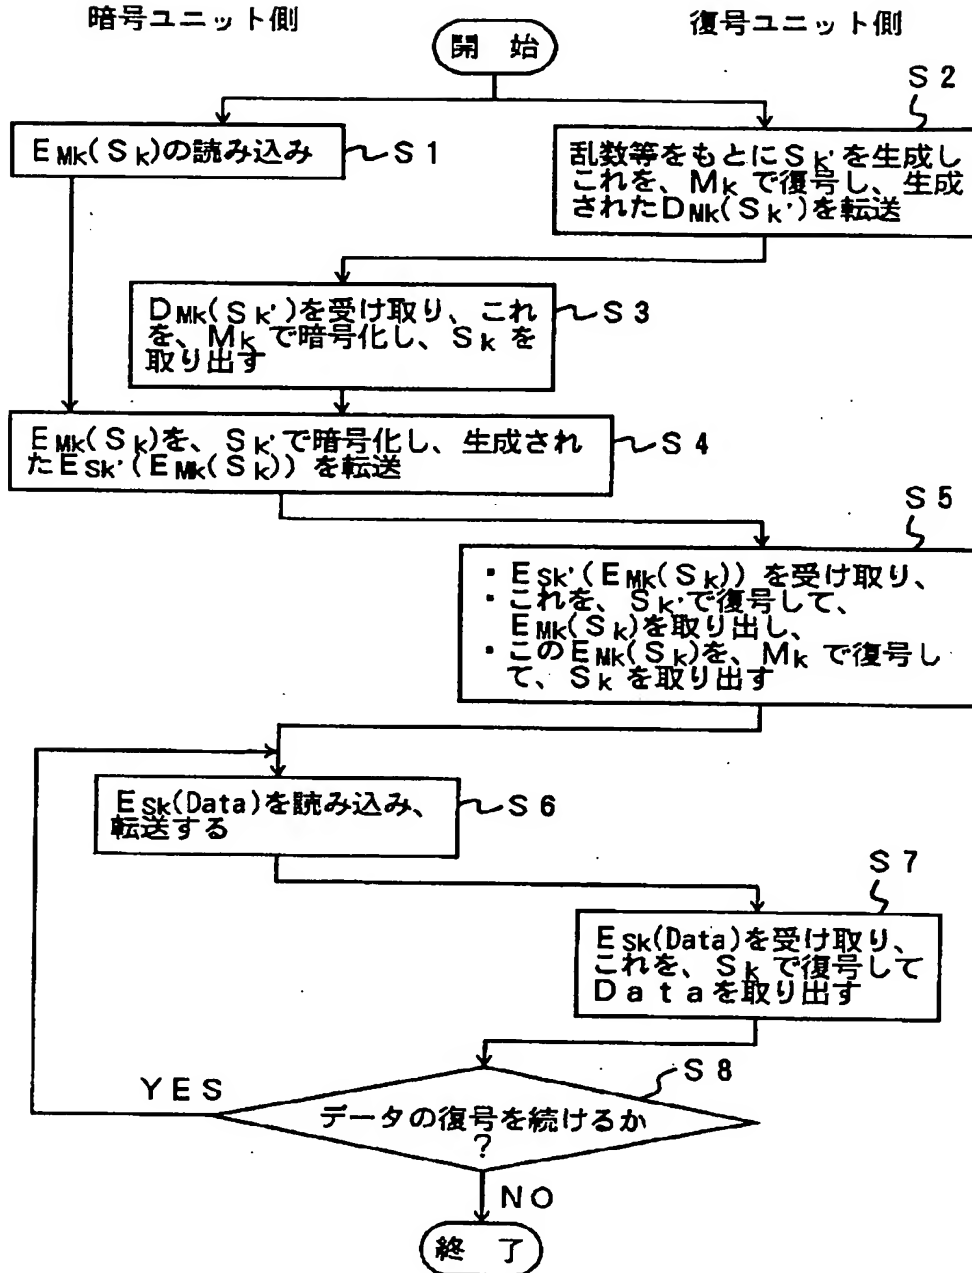 暗号ユニット側
復号ユニット側
開 始
S2
EMk(Sk)の読み込み
S1
乱数等をもとにSk'を生成し
これを、Mkで復号し、生成
されたDMk(Sk')を転送
DMk(Sk')を受け取り、これ
を、Mkで暗号化し、Skを
取り出す
S3
EMk(Sk)を、Sk'で暗号化し、生成され
たESk'(EMk(Sk))を転送
S4
S5
・ESk'(EMk(Sk))を受け取り、
・これを、Sk'で復号して、
EMk(Sk)を取り出し、
・このEMk(Sk)を、Mkで復号し
て、Skを取り出す
ESk(Data)を読み込み、
転送する
S6
S7
ESk(Data)を受け取り、
これを、Skで復号して
Dataを取り出す
S8
YES
データの復号を続けるか
?
NO
終 了